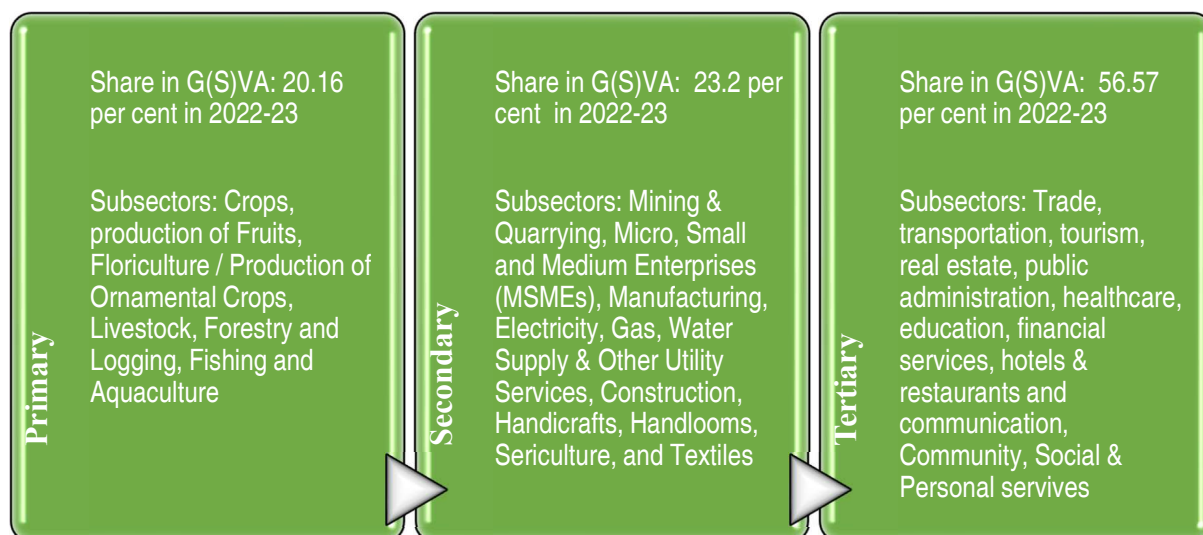 Primary
Share in G(S)VA: 20.16
per cent in 2022-23
Subsectors: Crops,
production of Fruits,
Floriculture / Production of
Ornamental Crops,
Livestock, Forestry and
Logging, Fishing and
Aquaculture
Secondary
Share in G(S)VA: 23.2 per
cent in 2022-23
Subsectors: Mining &
Quarrying, Micro, Small
and Medium Enterprises
(MSMEs), Manufacturing,
Electricity, Gas, Water
Supply & Other Utility
Services, Construction,
Handicrafts, Handlooms,
Sericulture, and Textiles
Tertiary
Share in G(S)VA: 56.57
per cent in 2022-23
Subsectors: Trade,
transportation, tourism,
real estate, public
administration, healthcare,
education, financial
services, hotels &
restaurants and
communication,
Community, Social &
Personal servives